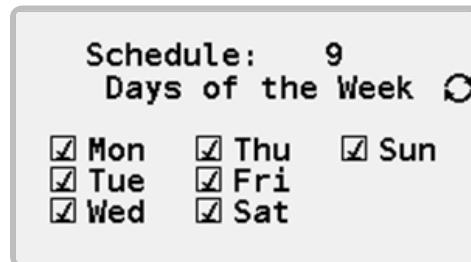 Schedule: 9
Days of the Week
☑ Mon ☑ Thu ☑ Sun
☑ Tue ☑ Fri
☑ Wed ☑ Sat